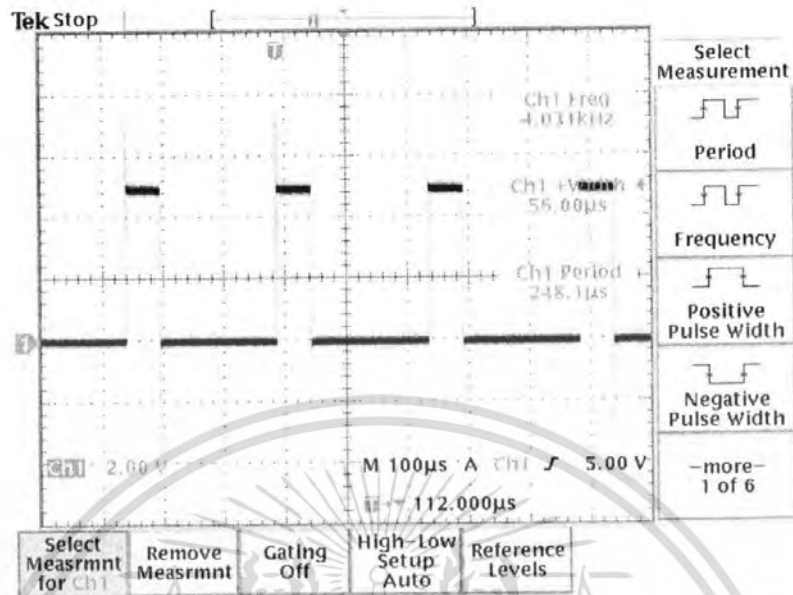 Tek Stop
T
Ch1 Freq
4.031kHz
Ch1 +Width
56.00µs
Ch1 Period
248.1µs
1
Ch1 2.00 V
M 100µs A Ch1 5.00 V
112.000µs
Select
Measurement
Period
Frequency
Positive
Pulse Width
Negative
Pulse Width
-more-
1 of 6
Select
Measrmnt
for Ch1
Remove
Measrmnt
Gating
Off
High-Low
Setup
Auto
Reference
Levels